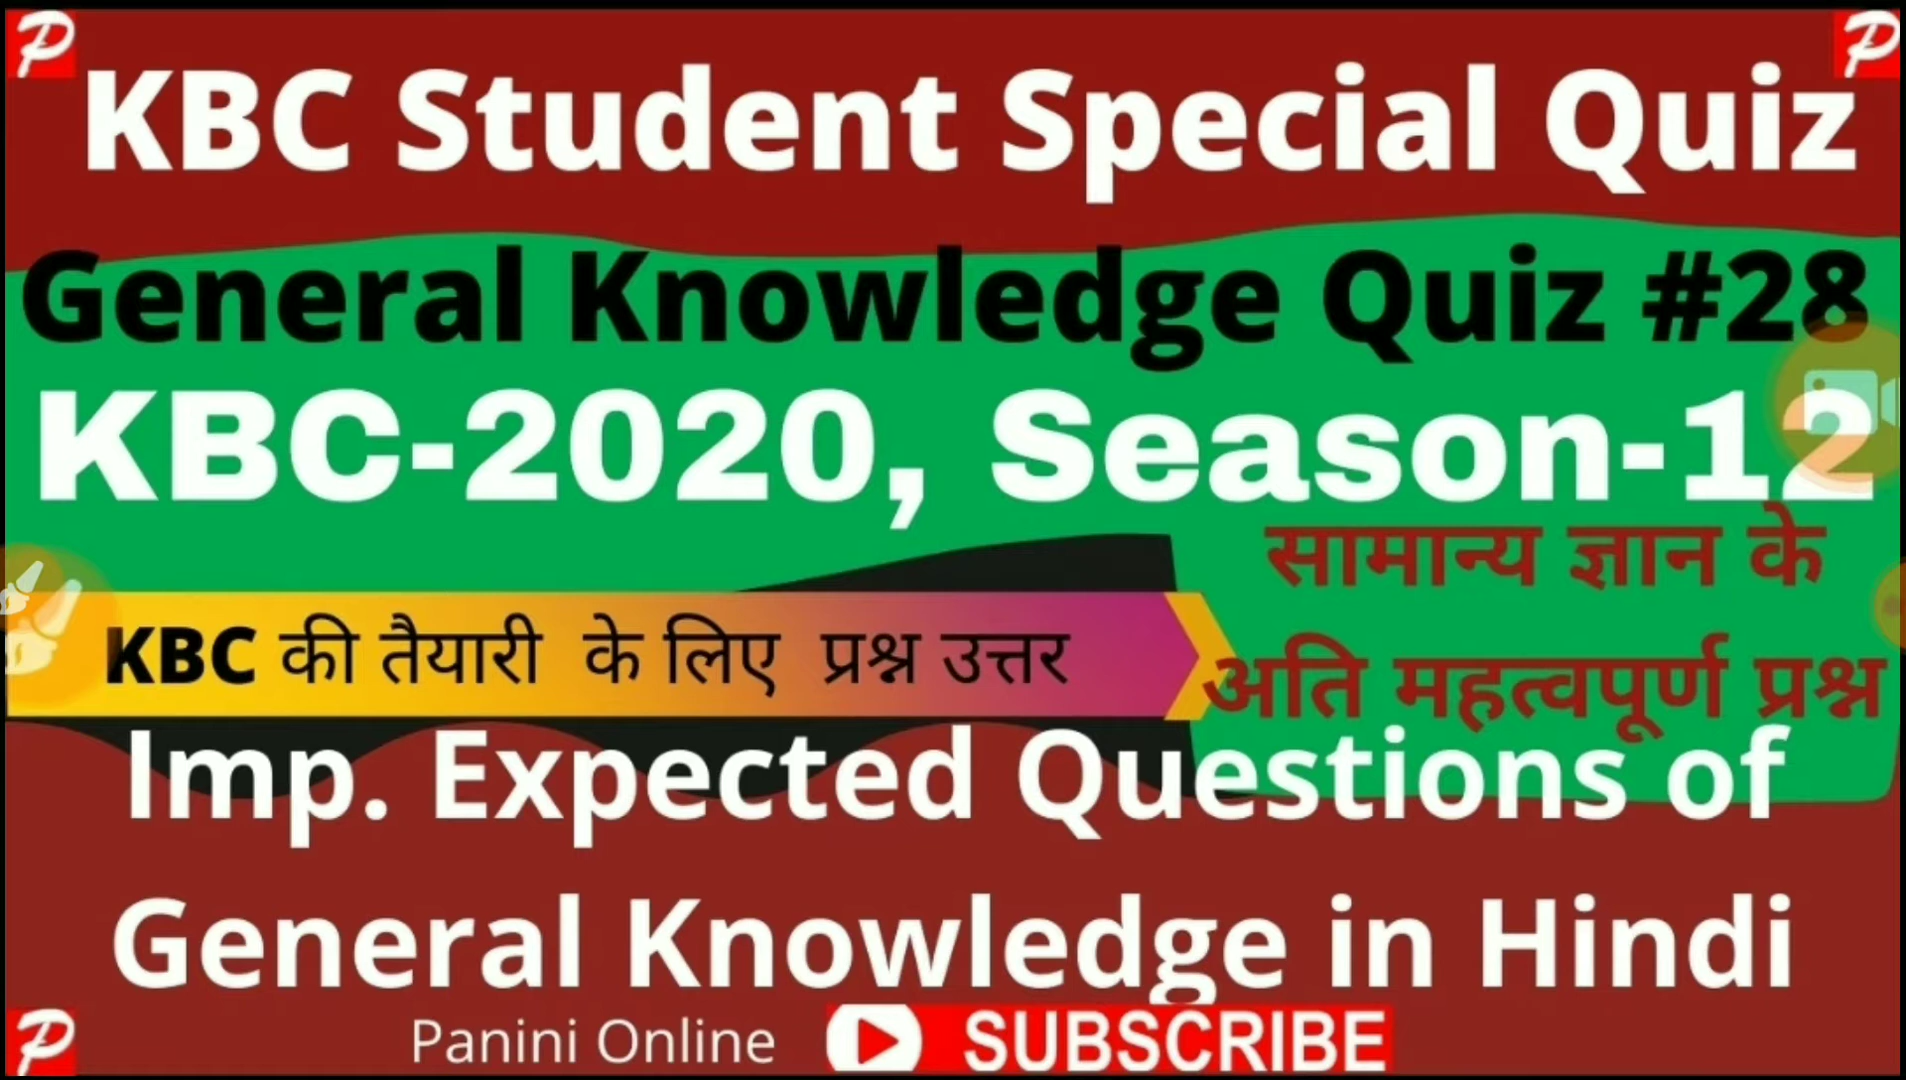 KBC Student Special Quiz
General Knowledge Quiz #28
KBC-2020, Season-12
सामान्य ज्ञान के
KBC की तैयारी के लिए प्रश्न उत्तर
अति महत्वपूर्ण प्रश्न
Imp. Expected Questions of
General Knowledge in Hindi
Panini Online
SUBSCRIBE